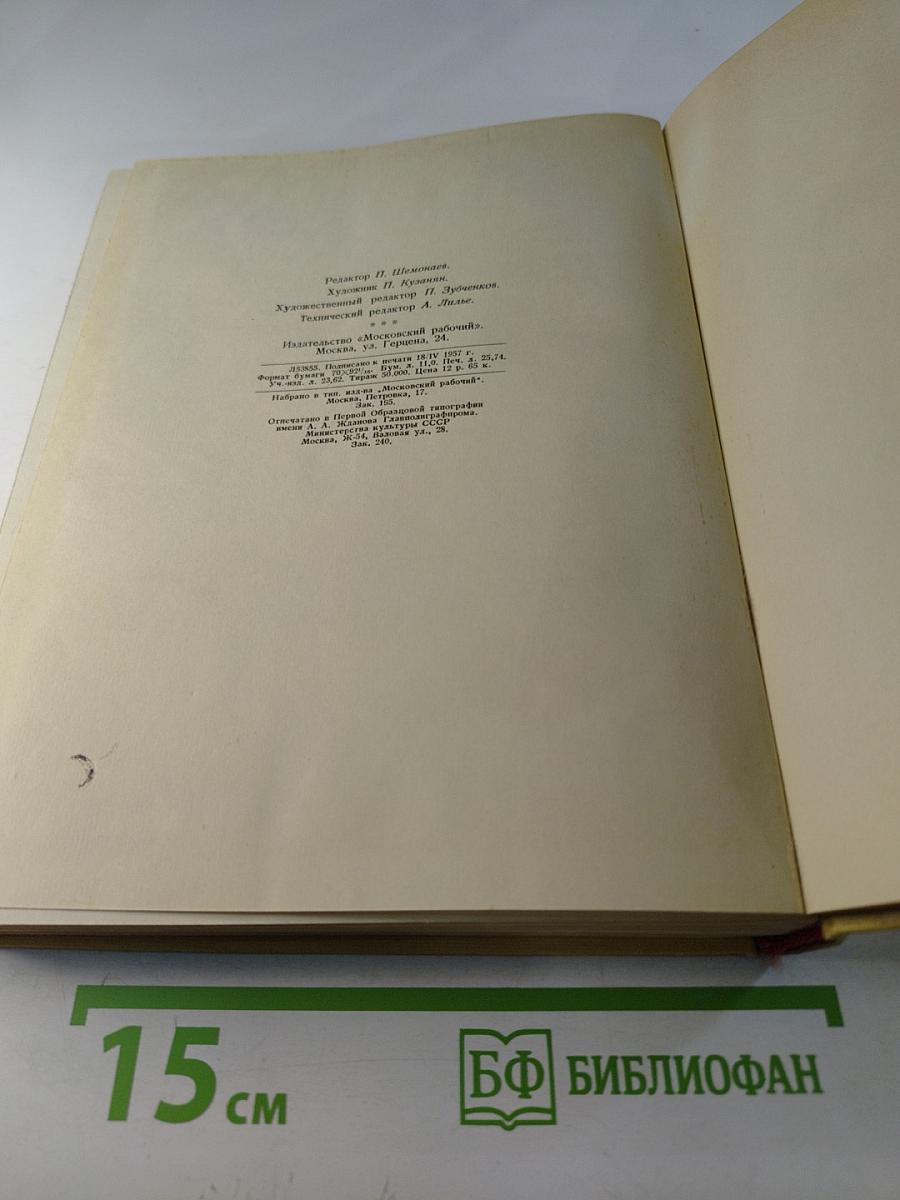 Редактор П. Шемонаев.
Художник П. Кузанян.
Художественный редактор П. Зубченков.
Технический редактор А. Лилье.
* * *
Издательство «Московский рабочий».
Москва, ул. Герцена, 24.
Л53855. Подписано к печати 18/IV 1957 г.
Формат бумаги 70×92¹/₁₆. Бум. л. 11,0. Печ. л. 25,74.
Уч.-изд. л. 23,62. Тираж 50.000. Цена 12 р. 65 к.
Набрано в тип. изд-ва „Московский рабочий“.
Москва, Петровка, 17.
Зак. 195.
Отпечатано в Первой Образцовой типографии
имени А. А. Жданова Главполиграфпрома.
Министерства культуры СССР
Москва, Ж-54, Валовая ул., 28.
Зак. 240.
15 см
БФ БИБЛИОФАН